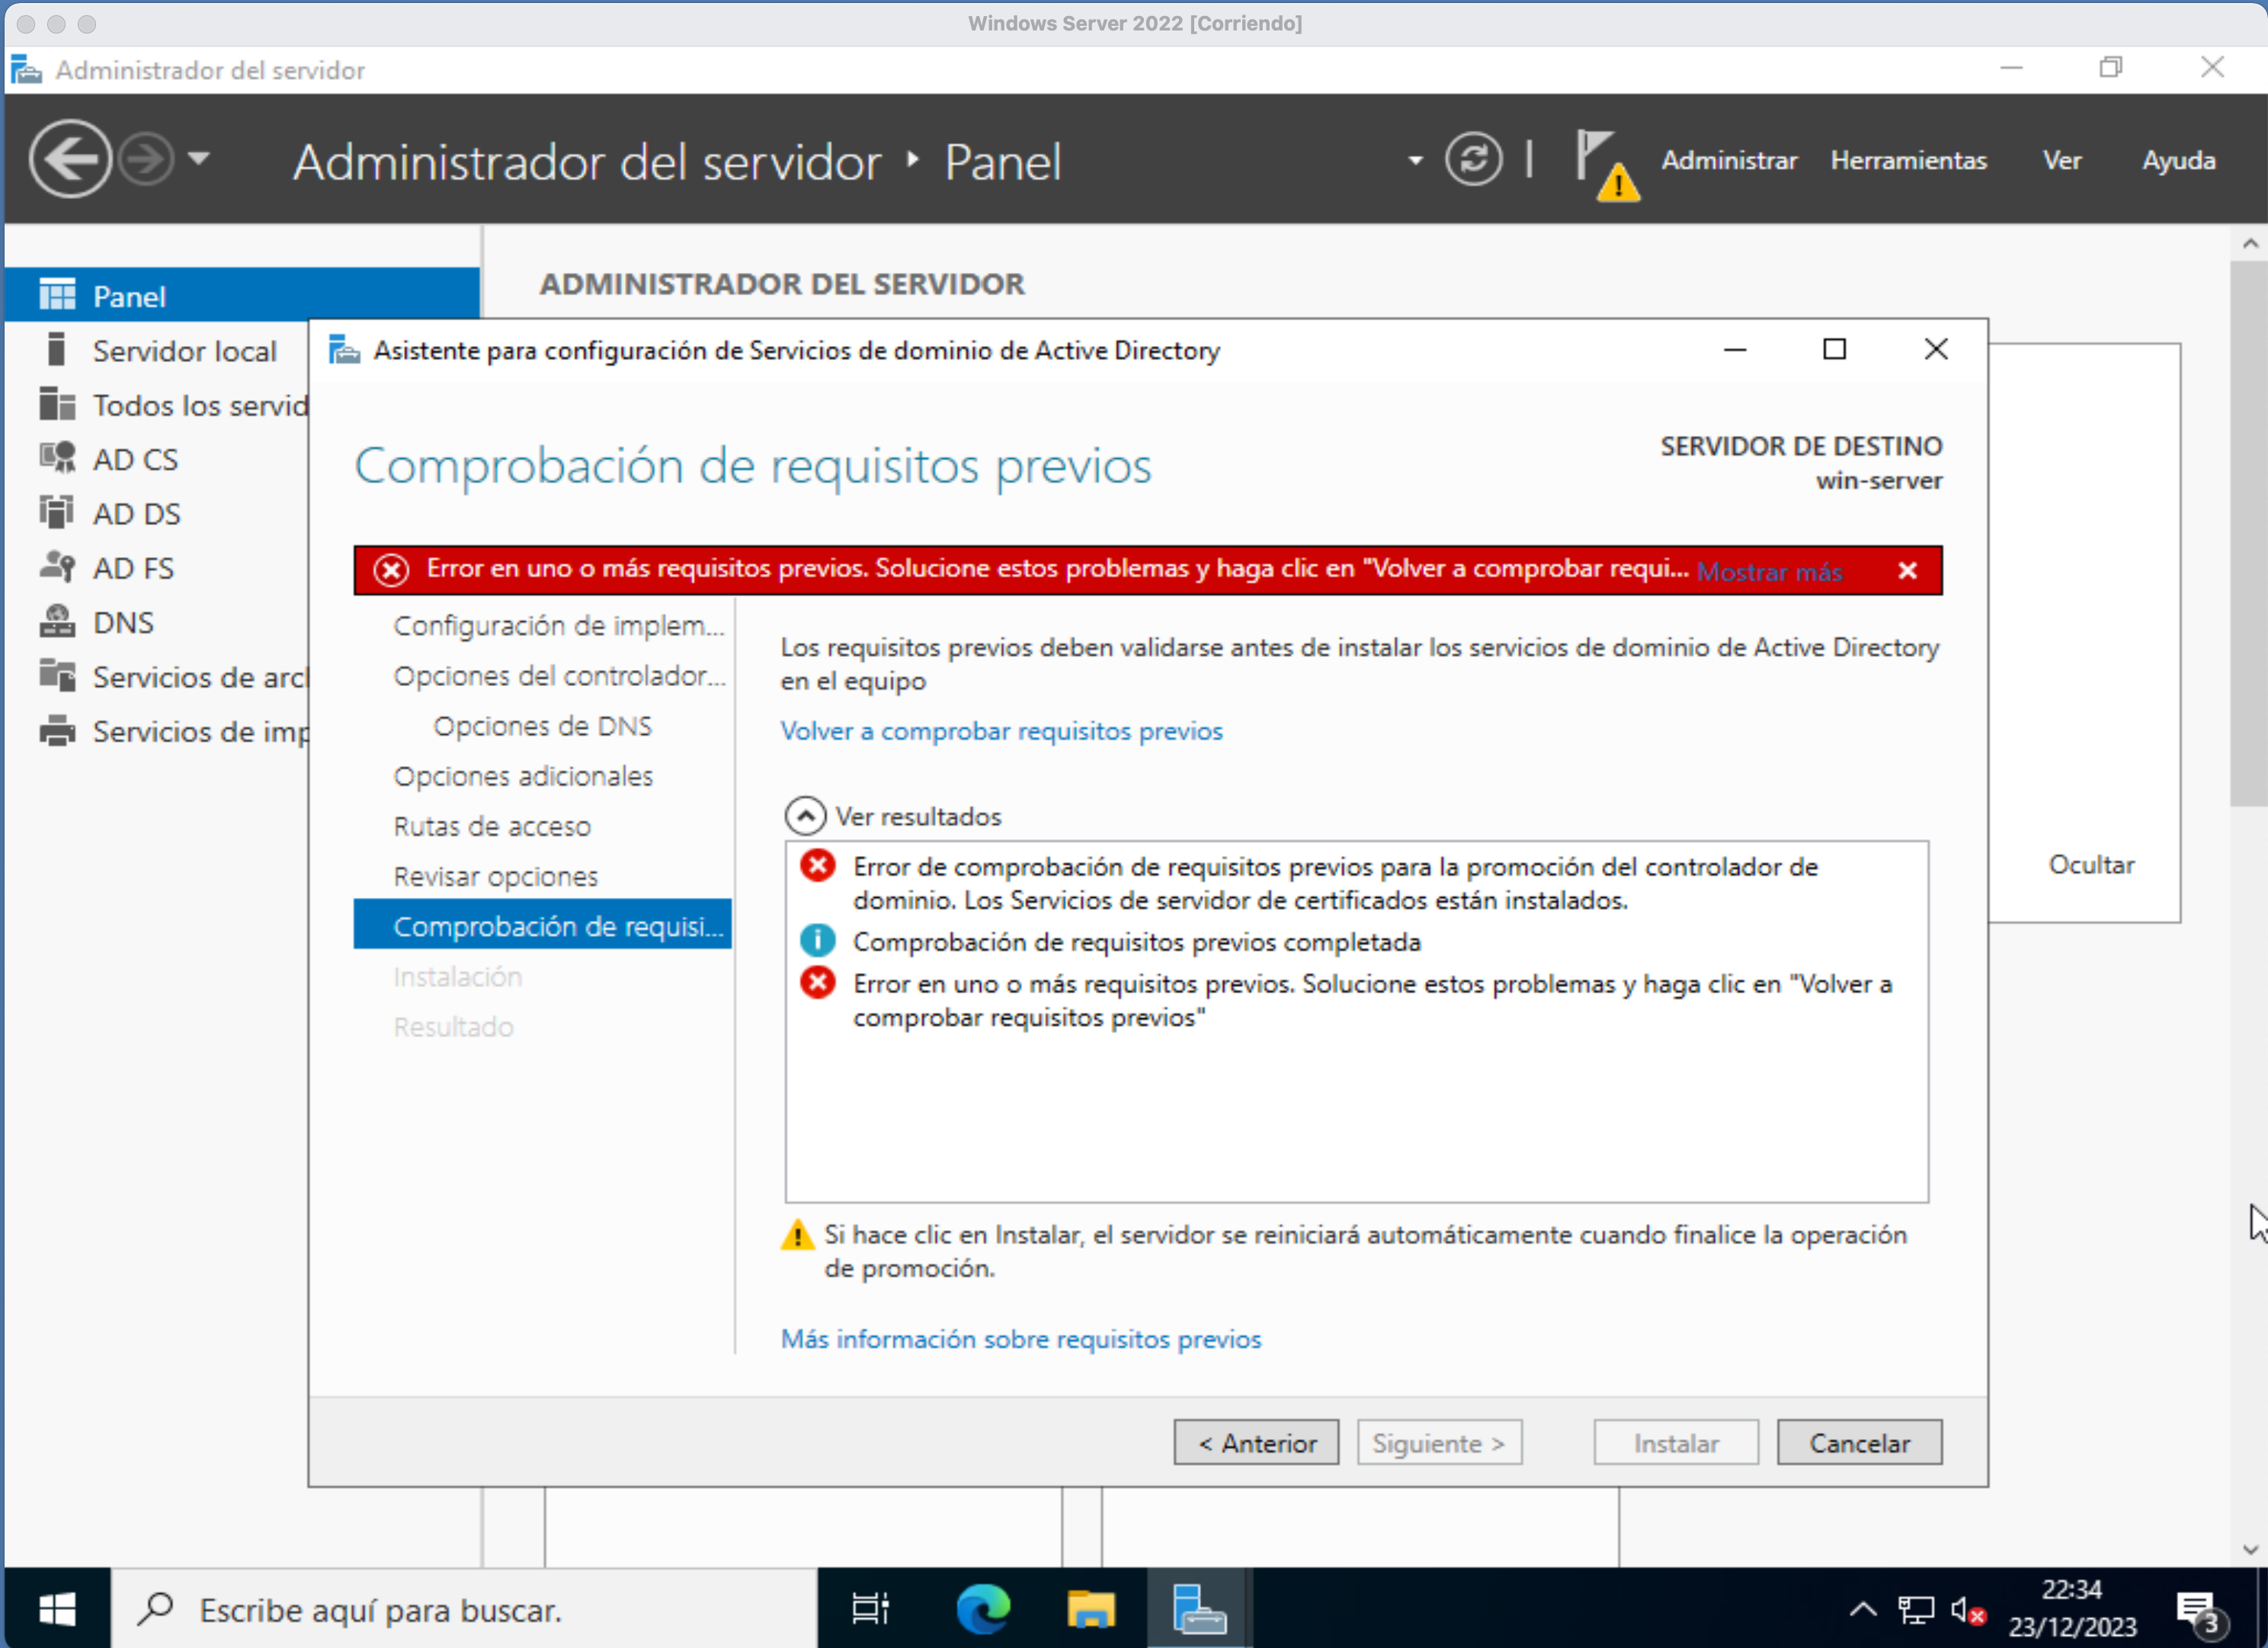 Windows Server 2022 [Corriendo]
Administrador del servidor
Administrador del servidor ‣ Panel
Administrar Herramientas Ver Ayuda
Panel
Servidor local
Todos los servid
AD CS
AD DS
AD FS
DNS
Servicios de arc
Servicios de imp
ADMINISTRADOR DEL SERVIDOR
Ocultar
Asistente para configuración de Servicios de dominio de Active Directory
Comprobación de requisitos previos
SERVIDOR DE DESTINO
win-server
Error en uno o más requisitos previos. Solucione estos problemas y haga clic en "Volver a comprobar requi... Mostrar más
Configuración de implem...
Opciones del controlador...
Opciones de DNS
Opciones adicionales
Rutas de acceso
Revisar opciones
Comprobación de requisi...
Instalación
Resultado
Los requisitos previos deben validarse antes de instalar los servicios de dominio de Active Directory
en el equipo
Volver a comprobar requisitos previos
Ver resultados
Error de comprobación de requisitos previos para la promoción del controlador de
dominio. Los Servicios de servidor de certificados están instalados.
Comprobación de requisitos previos completada
Error en uno o más requisitos previos. Solucione estos problemas y haga clic en "Volver a
comprobar requisitos previos"
Si hace clic en Instalar, el servidor se reiniciará automáticamente cuando finalice la operación
de promoción.
Más información sobre requisitos previos
< Anterior
Siguiente >
Instalar
Cancelar
Escribe aquí para buscar.
22:34
23/12/2023
3